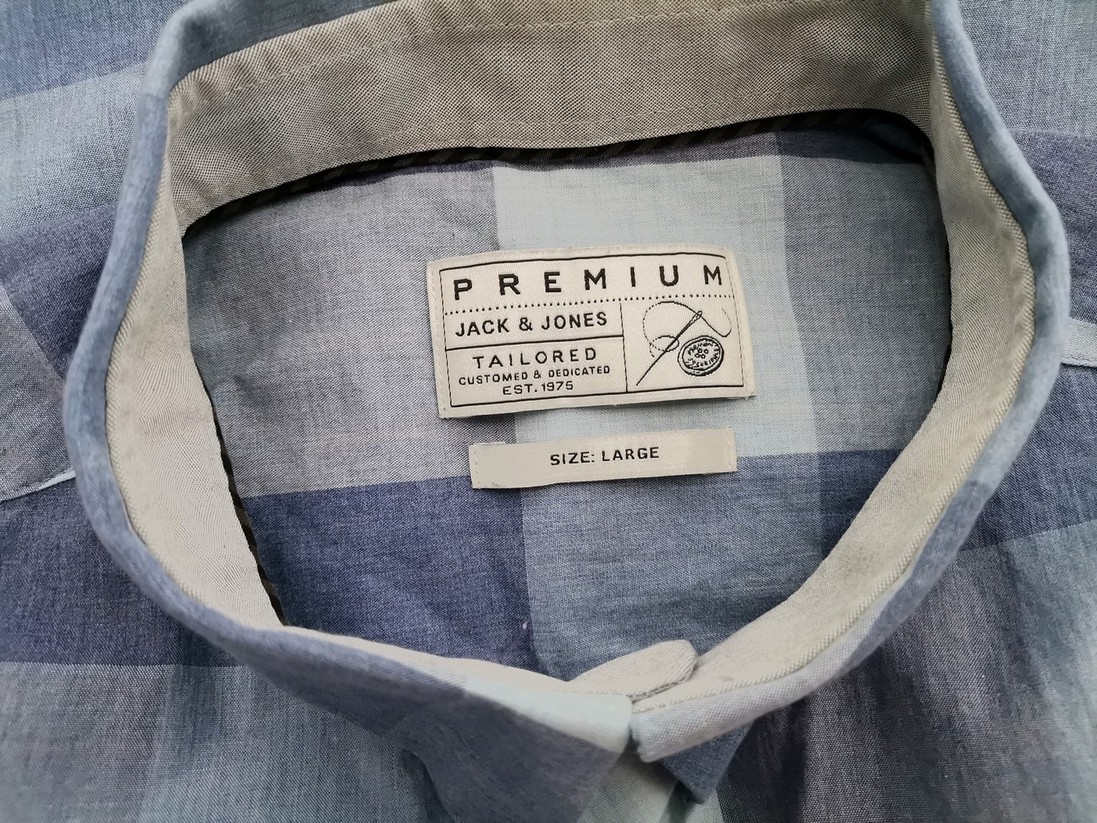 PREMIUM
JACK & JONES
TAILORED
CUSTOMED & DEDICATED
EST. 1975
SIZE: LARGE